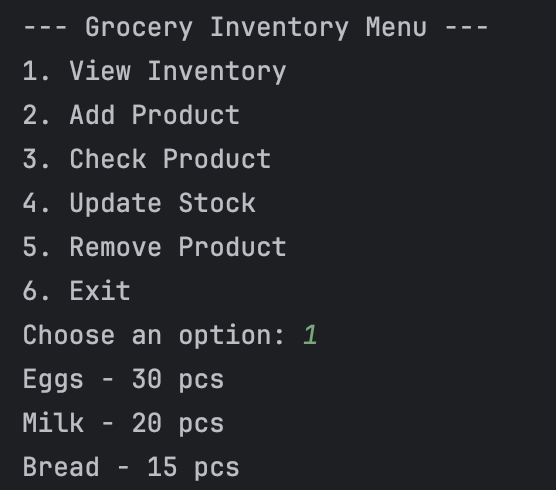 --- Grocery Inventory Menu ---
1. View Inventory
2. Add Product
3. Check Product
4. Update Stock
5. Remove Product
6. Exit
Choose an option: 1
Eggs - 30 pcs
Milk - 20 pcs
Bread - 15 pcs